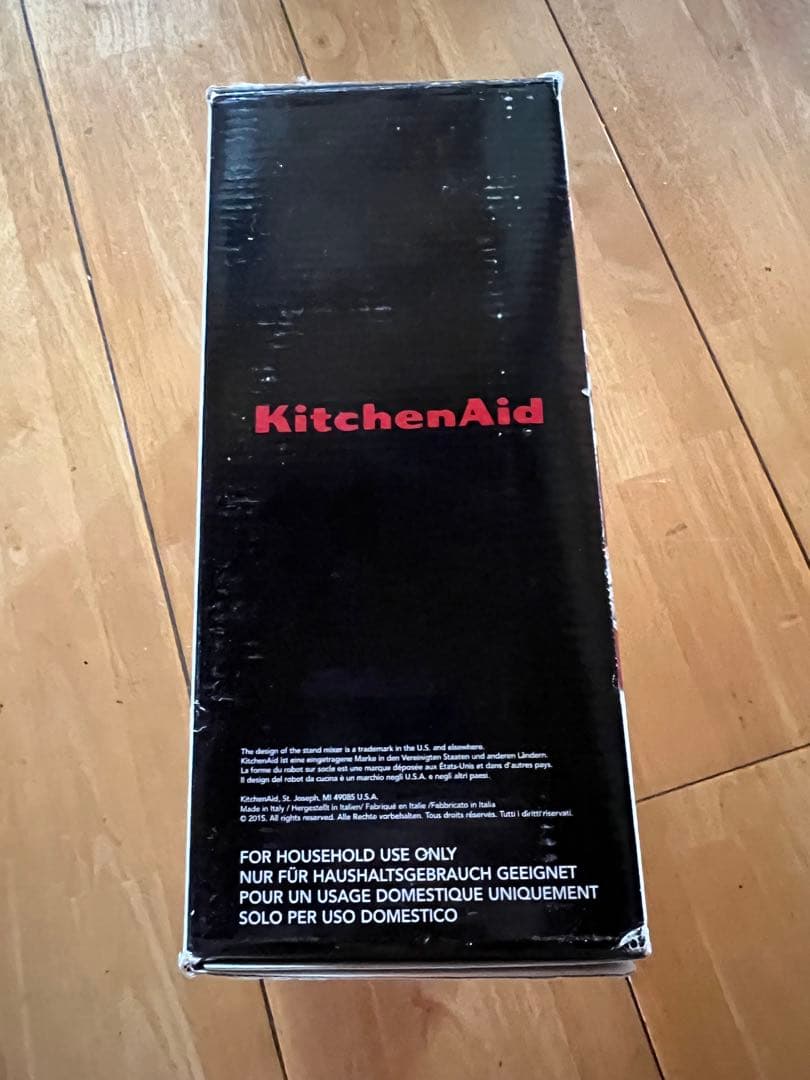 KitchenAid
The design of the stand mixer is a trademark in the U.S. and elsewhere.
KitchenAid ist eine eingetragene Marke in den Vereinigten Staaten und anderen Ländern.
La forme du robot sur socle est une marque déposée aux États-Unis et dans d'autres pays.
Il design del robot da cucina è un marchio negli U.S.A. e negli altri paesi.
KitchenAid, St. Joseph, MI 49085 U.S.A.
Made in Italy / Hergestellt in Italien/ Fabriqué en Italie /Fabbricato in Italia
© 2015. All rights reserved. Alle Rechte vorbehalten. Tous droits réservés. Tutti i diritti riservati.
FOR HOUSEHOLD USE ONLY
NUR FÜR HAUSHALTSGEBRAUCH GEEIGNET
POUR UN USAGE DOMESTIQUE UNIQUEMENT
SOLO PER USO DOMESTICO